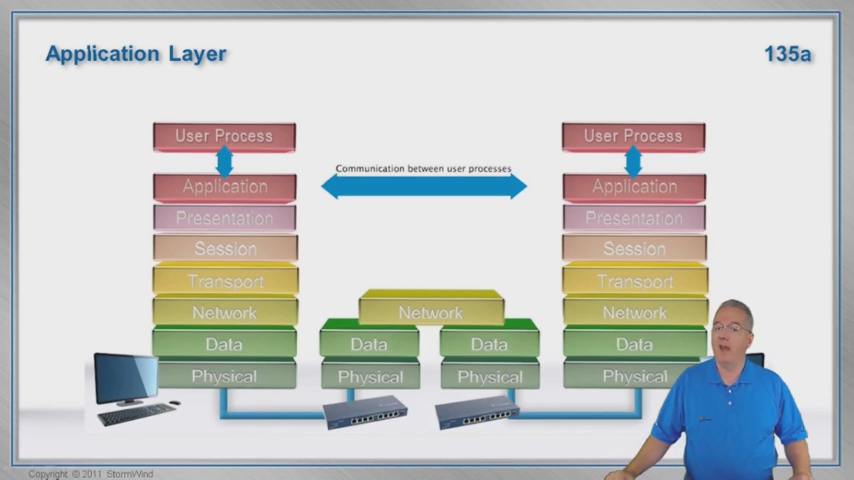 Application Layer
135a
User Process
User Process
Communication between user processes
Application
Application
Presentation
Presentation
Session
Session
Transport
Transport
Network
Network
Network
Data
Data
Data
Data
Physical
Physical
Physical
Physical
Copyright © 2011 StormWind